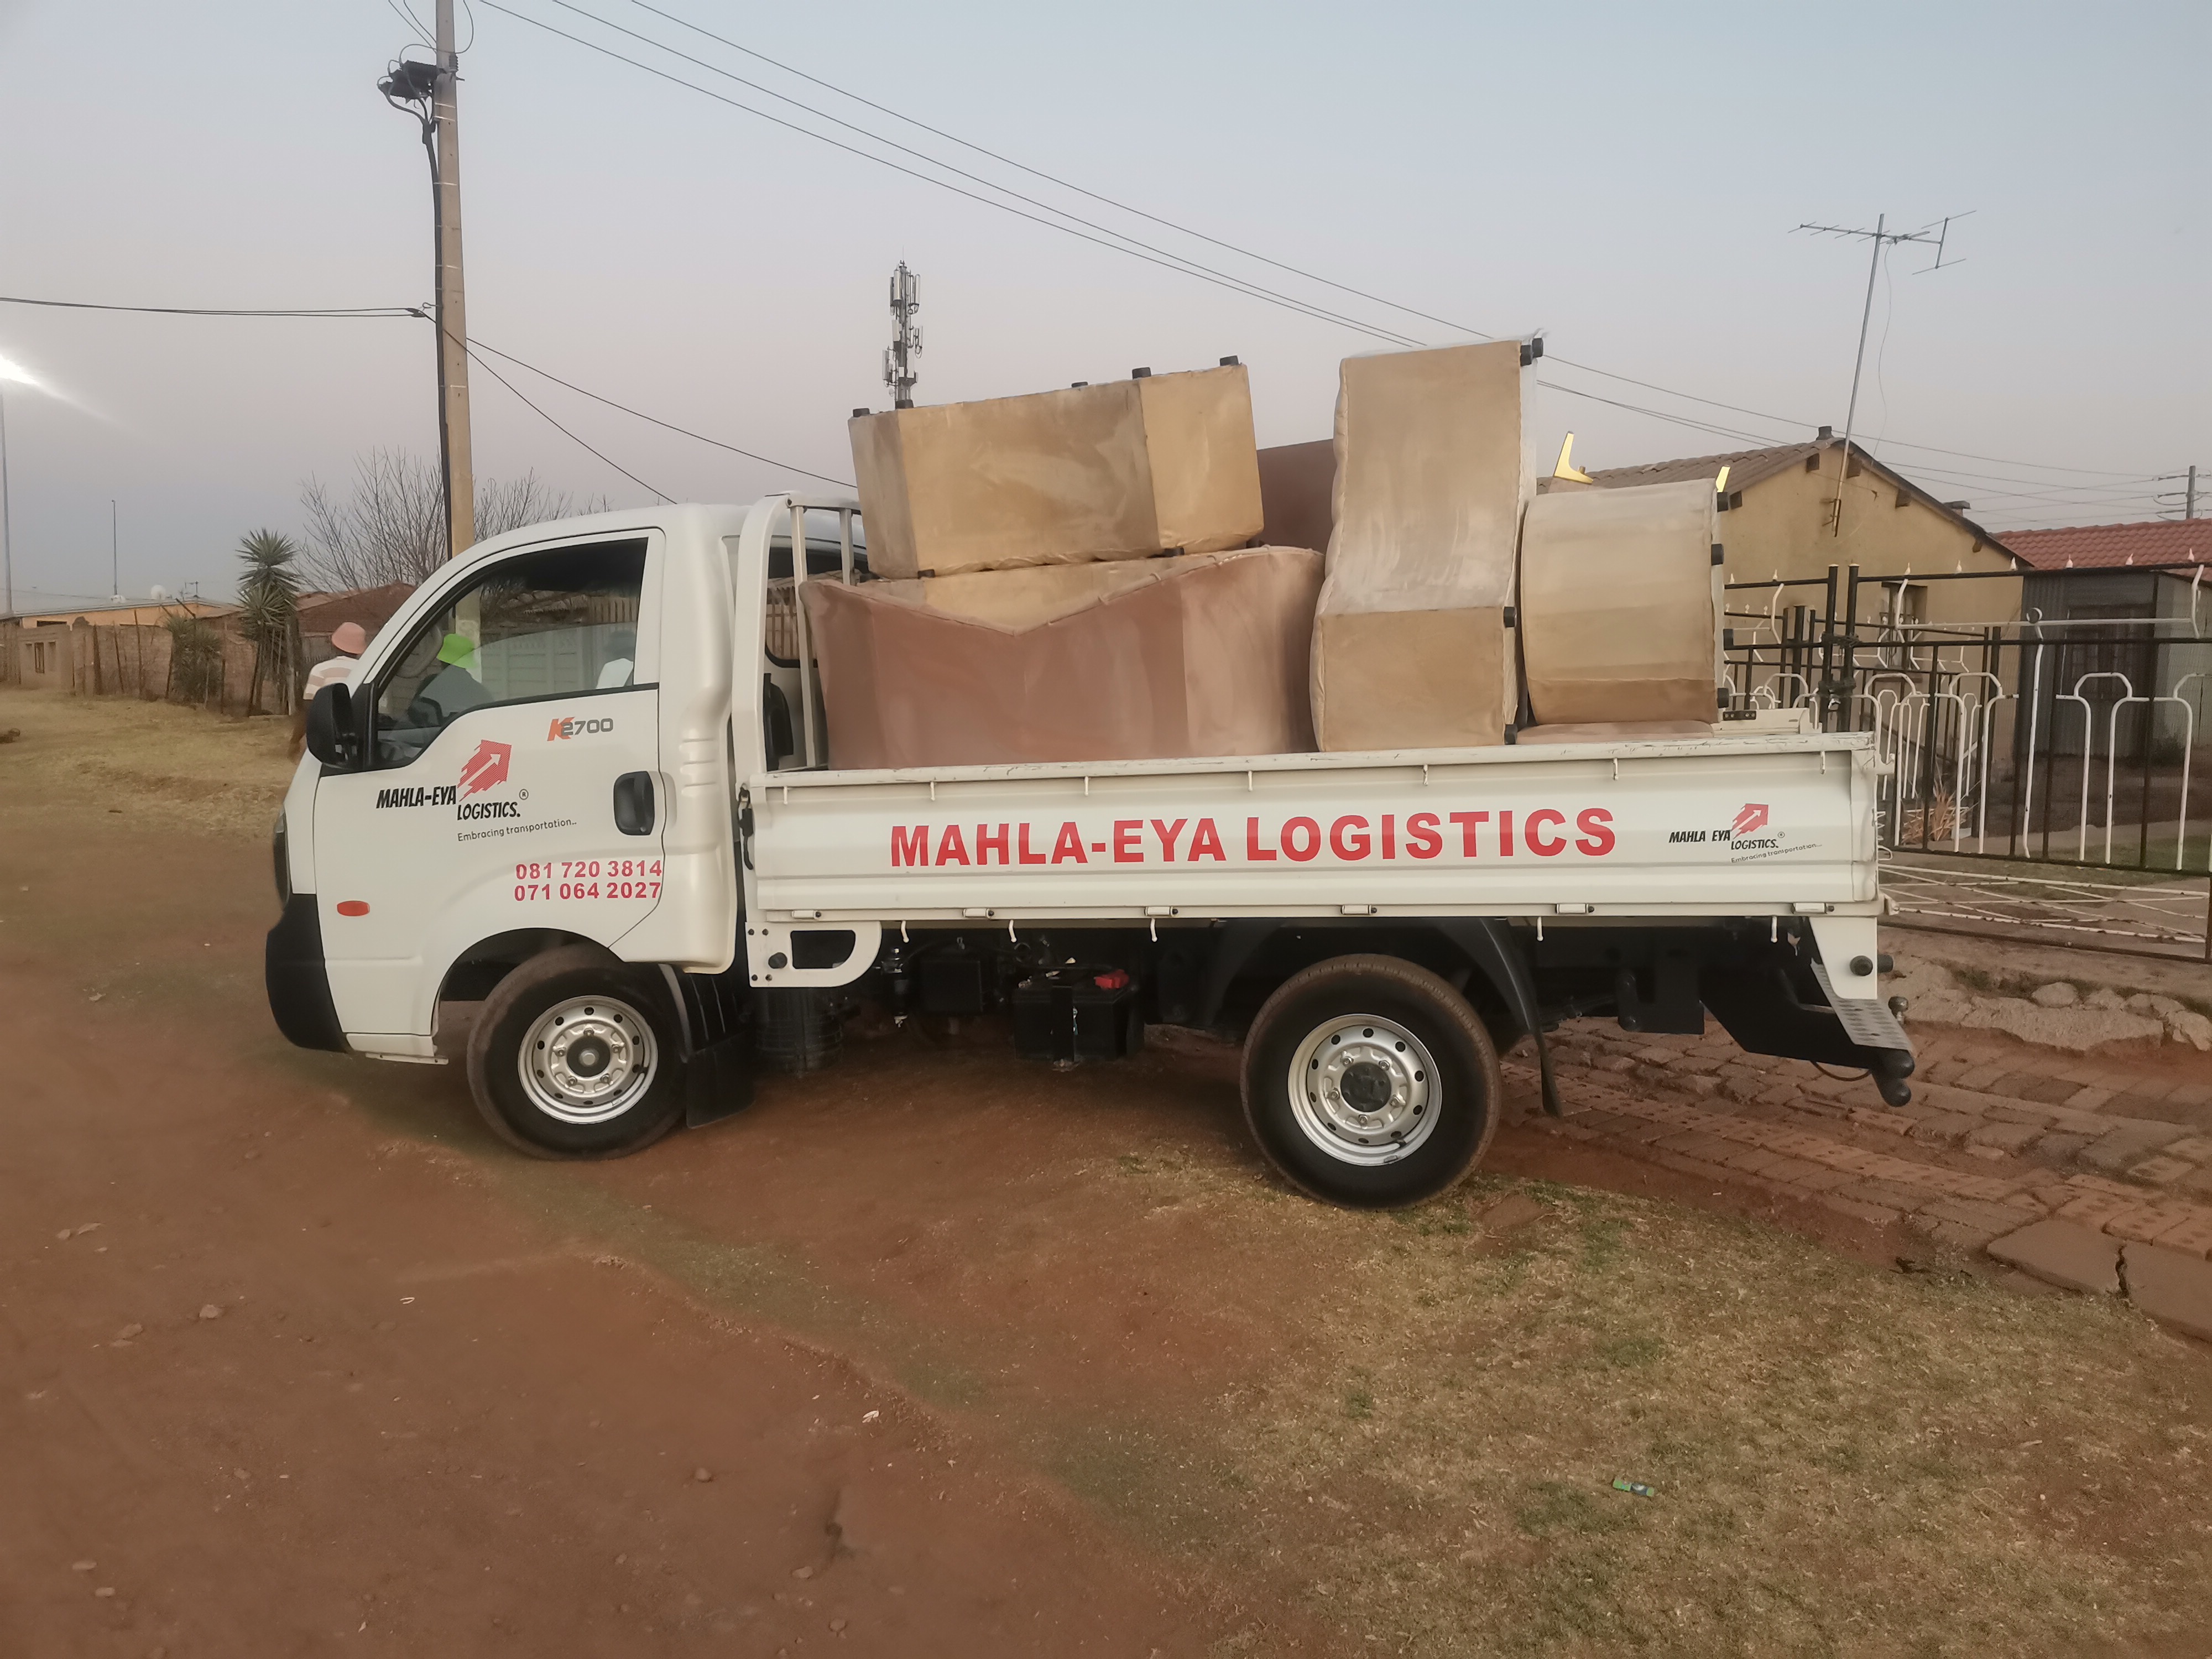 K2700
MAHLA-EYA
LOGISTICS.®
Embracing transportation...
081 720 3814
071 064 2027
MAHLA-EYA LOGISTICS
MAHLA EYA
LOGISTICS.®
Embracing transportation...